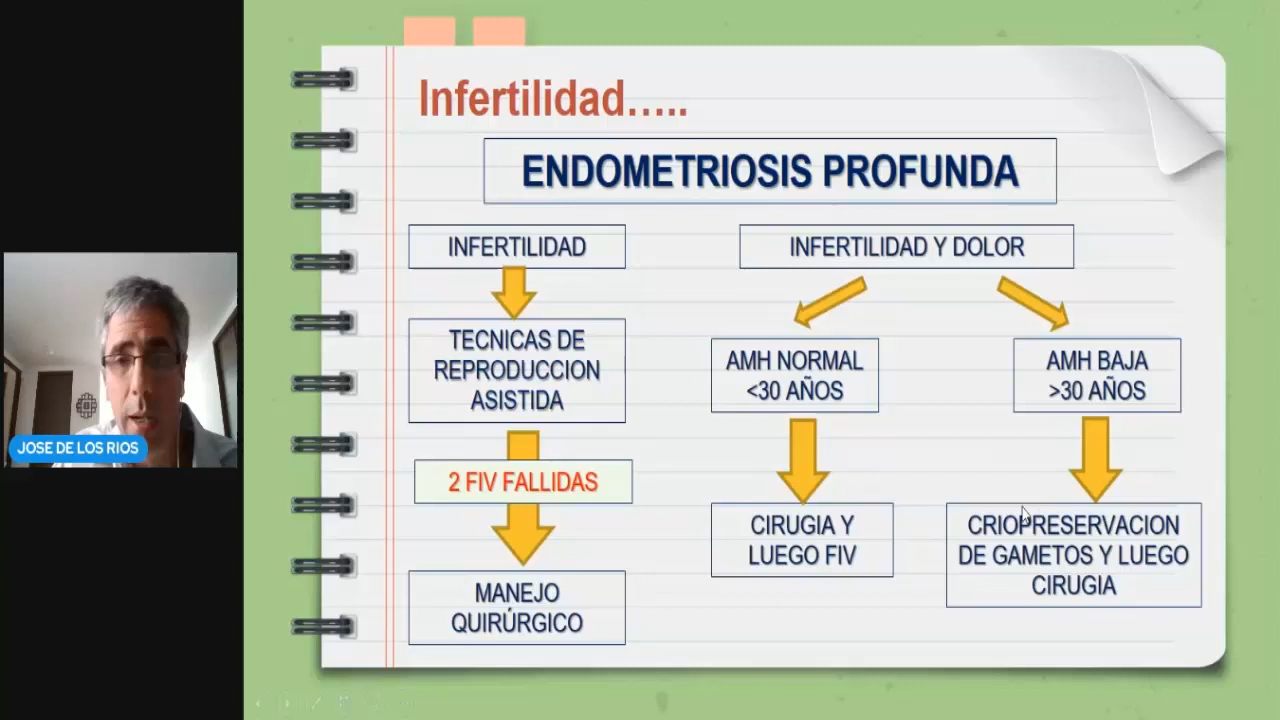 Infertilidad…..
ENDOMETRIOSIS PROFUNDA
INFERTILIDAD
TECNICAS DE
REPRODUCCION
ASISTIDA
2 FIV FALLIDAS
MANEJO
QUIRÚRGICO
INFERTILIDAD Y DOLOR
AMH NORMAL
<30 AÑOS
CIRUGIA Y
LUEGO FIV
AMH BAJA
>30 AÑOS
CRIOPRESERVACION
DE GAMETOS Y LUEGO
CIRUGIA
JOSE DE LOS RIOS